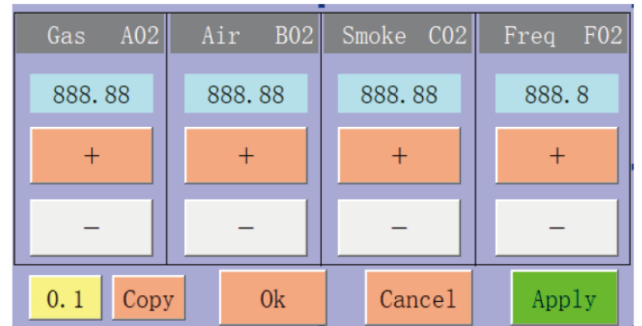 Gas A02 Air B02 Smoke C02 Freq F02
888.88 888.88 888.88 888.8
+ + + +
− − − −
0.1 Copy Ok Cancel Apply